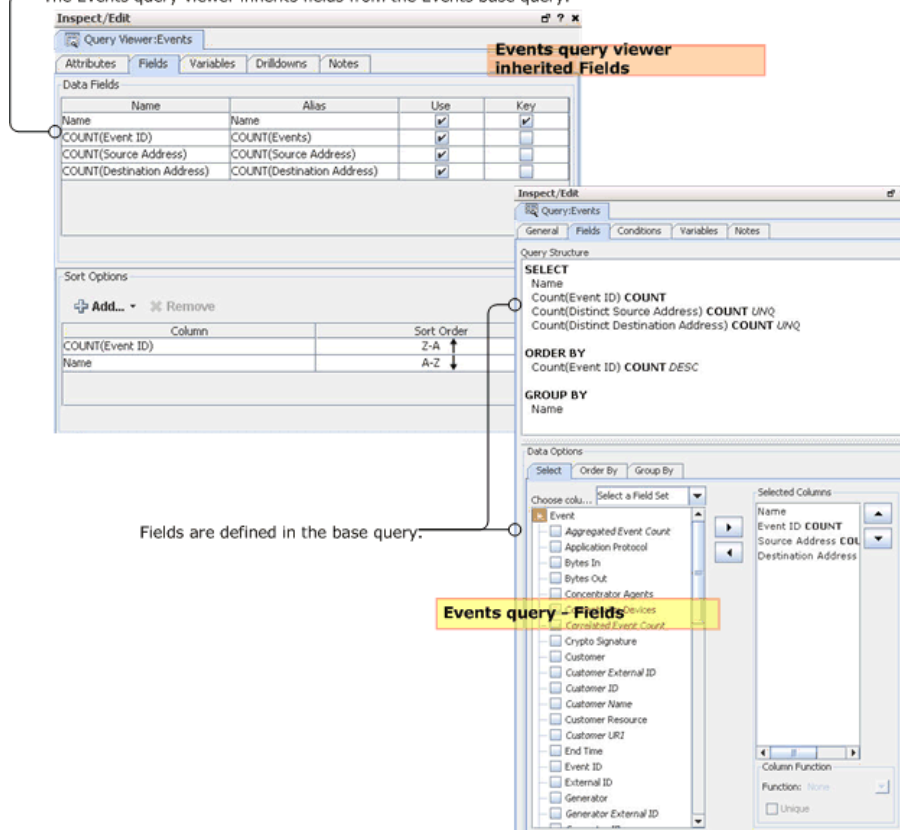 The Events query viewer inherits fields from the Events base query.
Inspect/Edit
Query Viewer:Events
Events query viewer
inherited Fields
Attributes Fields Variables Drilldowns Notes
Data Fields
Name Alias Use Key
Name Name
COUNT(Event ID) COUNT(Events)
COUNT(Source Address) COUNT(Source Address)
COUNT(Destination Address) COUNT(Destination Address)
Sort Options
Add... Remove
Column Sort Order
COUNT(Event ID) Z-A
Name A-Z
Inspect/Edit
Query:Events
General Fields Conditions Variables Notes
Query Structure
SELECT
Name
Count(Event ID) COUNT
Count(Distinct Source Address) COUNT UNQ
Count(Distinct Destination Address) COUNT UNQ
ORDER BY
Count(Event ID) COUNT DESC
GROUP BY
Name
Data Options
Select Order By Group By
Choose colu... Select a Field Set
Event
Aggregated Event Count
Application Protocol
Bytes In
Bytes Out
Concentrator Agents
Devices
Correlated Event Count
Crypto Signature
Customer
Customer External ID
Customer ID
Customer Name
Customer Resource
Customer URI
End Time
Event ID
External ID
Generator
Generator External ID
Selected Columns
Name
Event ID COUNT
Source Address COU
Destination Address
Column Function
Function: None
Unique
Fields are defined in the base query.
Events query - Fields